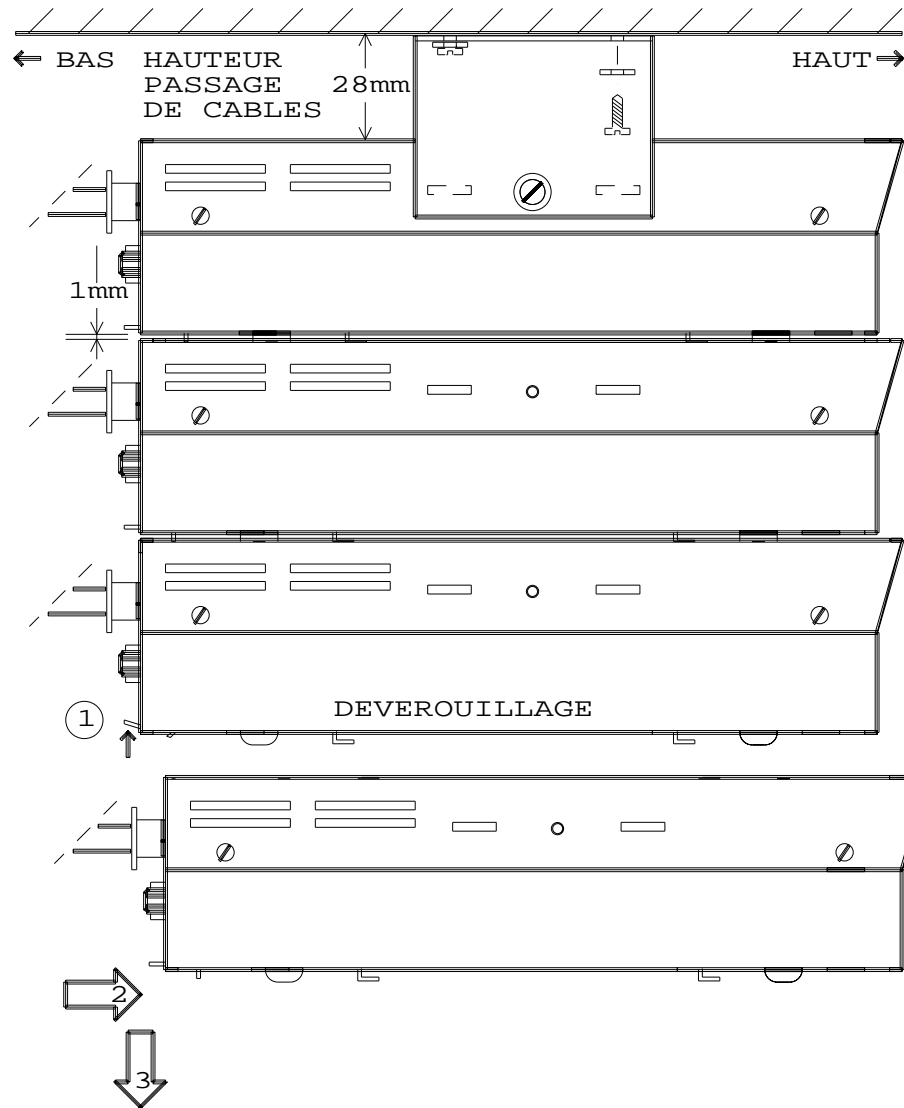 BAS
HAUTEUR
PASSAGE
DE CABLES
28mm
HAUT
1mm
1
DEVEROUILLAGE
2
3